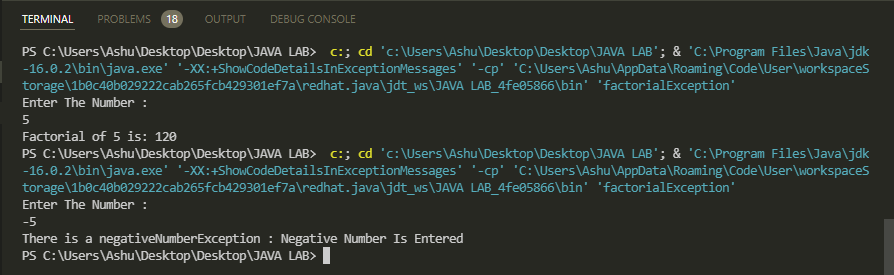 TERMINAL PROBLEMS 18 OUTPUT DEBUG CONSOLE
PS C:\Users\Ashu\Desktop\Desktop\JAVA LAB>  c:; cd 'c:\Users\Ashu\Desktop\Desktop\JAVA LAB'; & 'C:\Program Files\Java\jdk
-16.0.2\bin\java.exe' '-XX:+ShowCodeDetailsInExceptionMessages' '-cp' 'C:\Users\Ashu\AppData\Roaming\Code\User\workspaceS
torage\1b0c40b029222cab265fcb429301ef7a\redhat.java\jdt_ws\JAVA LAB_4fe05866\bin' 'factorialException'
Enter The Number :
5
Factorial of 5 is: 120
PS C:\Users\Ashu\Desktop\Desktop\JAVA LAB>  c:; cd 'c:\Users\Ashu\Desktop\Desktop\JAVA LAB'; & 'C:\Program Files\Java\jdk
-16.0.2\bin\java.exe' '-XX:+ShowCodeDetailsInExceptionMessages' '-cp' 'C:\Users\Ashu\AppData\Roaming\Code\User\workspaceS
torage\1b0c40b029222cab265fcb429301ef7a\redhat.java\jdt_ws\JAVA LAB_4fe05866\bin' 'factorialException'
Enter The Number :
-5
There is a negativeNumberException : Negative Number Is Entered
PS C:\Users\Ashu\Desktop\Desktop\JAVA LAB>